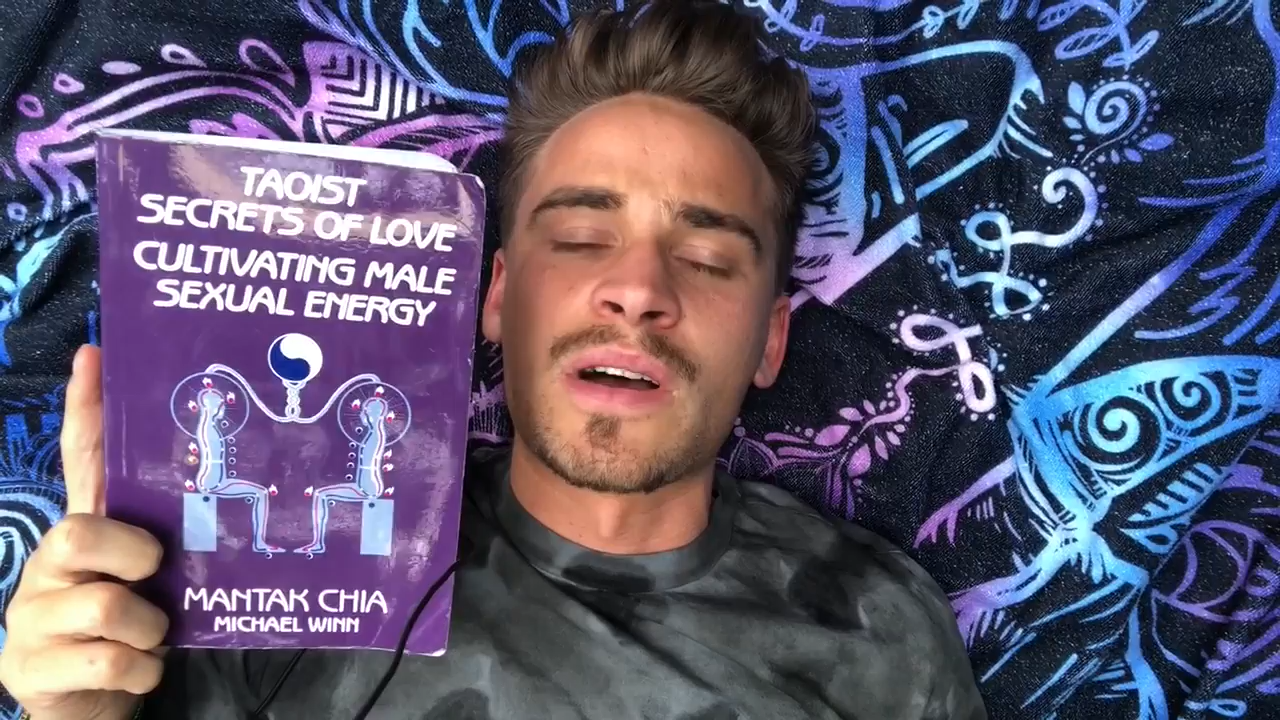 TAOIST
SECRETS OF LOVE
CULTIVATING MALE
SEXUAL ENERGY
MANTAK CHIA
MICHAEL WINN